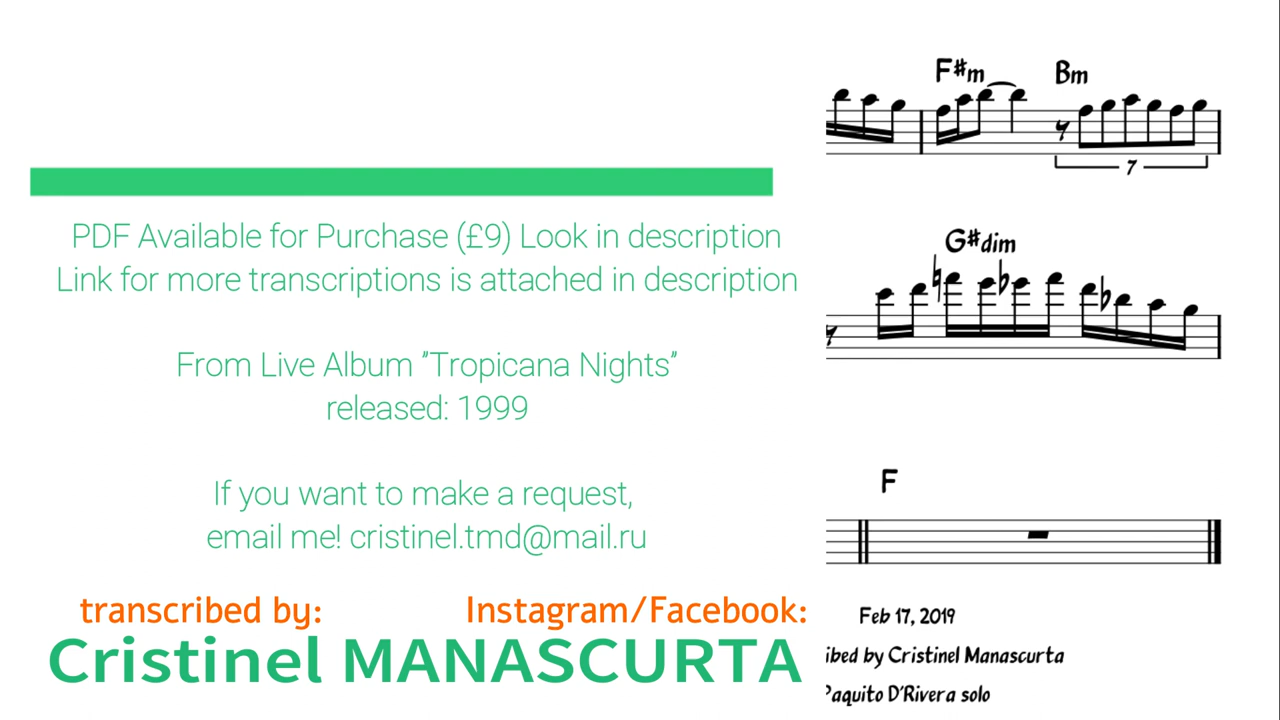 F#m Bm
7
PDF Available for Purchase (£9) Look in description
G#dim
Link for more transcriptions is attached in description
From Live Album "Tropicana Nights"
released: 1999
If you want to make a request,
F
email me! cristinel.tmd@mail.ru
transcribed by: Instagram/Facebook:
Cristinel MANASCURTA
Feb 17, 2019
ibed by Cristinel Manascurta
Paquito D'Rivera solo